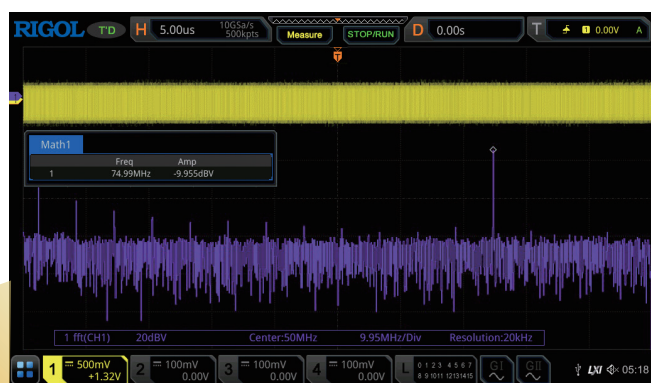 RIGOL T'D H 5.00us 10GSa/s 500kpts Measure STOP/RUN D 0.00s T 1 0.00V A
T
1
Math1
Freq Amp
1 74.99MHz -9.955dBV
1 fft(CH1) 20dBV Center:50MHz 9.95MHz/Div Resolution:20kHz
1 500mV +1.32V 2 100mV 0.00V 3 100mV 0.00V 4 100mV 0.00V L 0 1 2 3 4 5 6 7 8 9 10 11 12 13 14 15 GI GII LXI 05:18